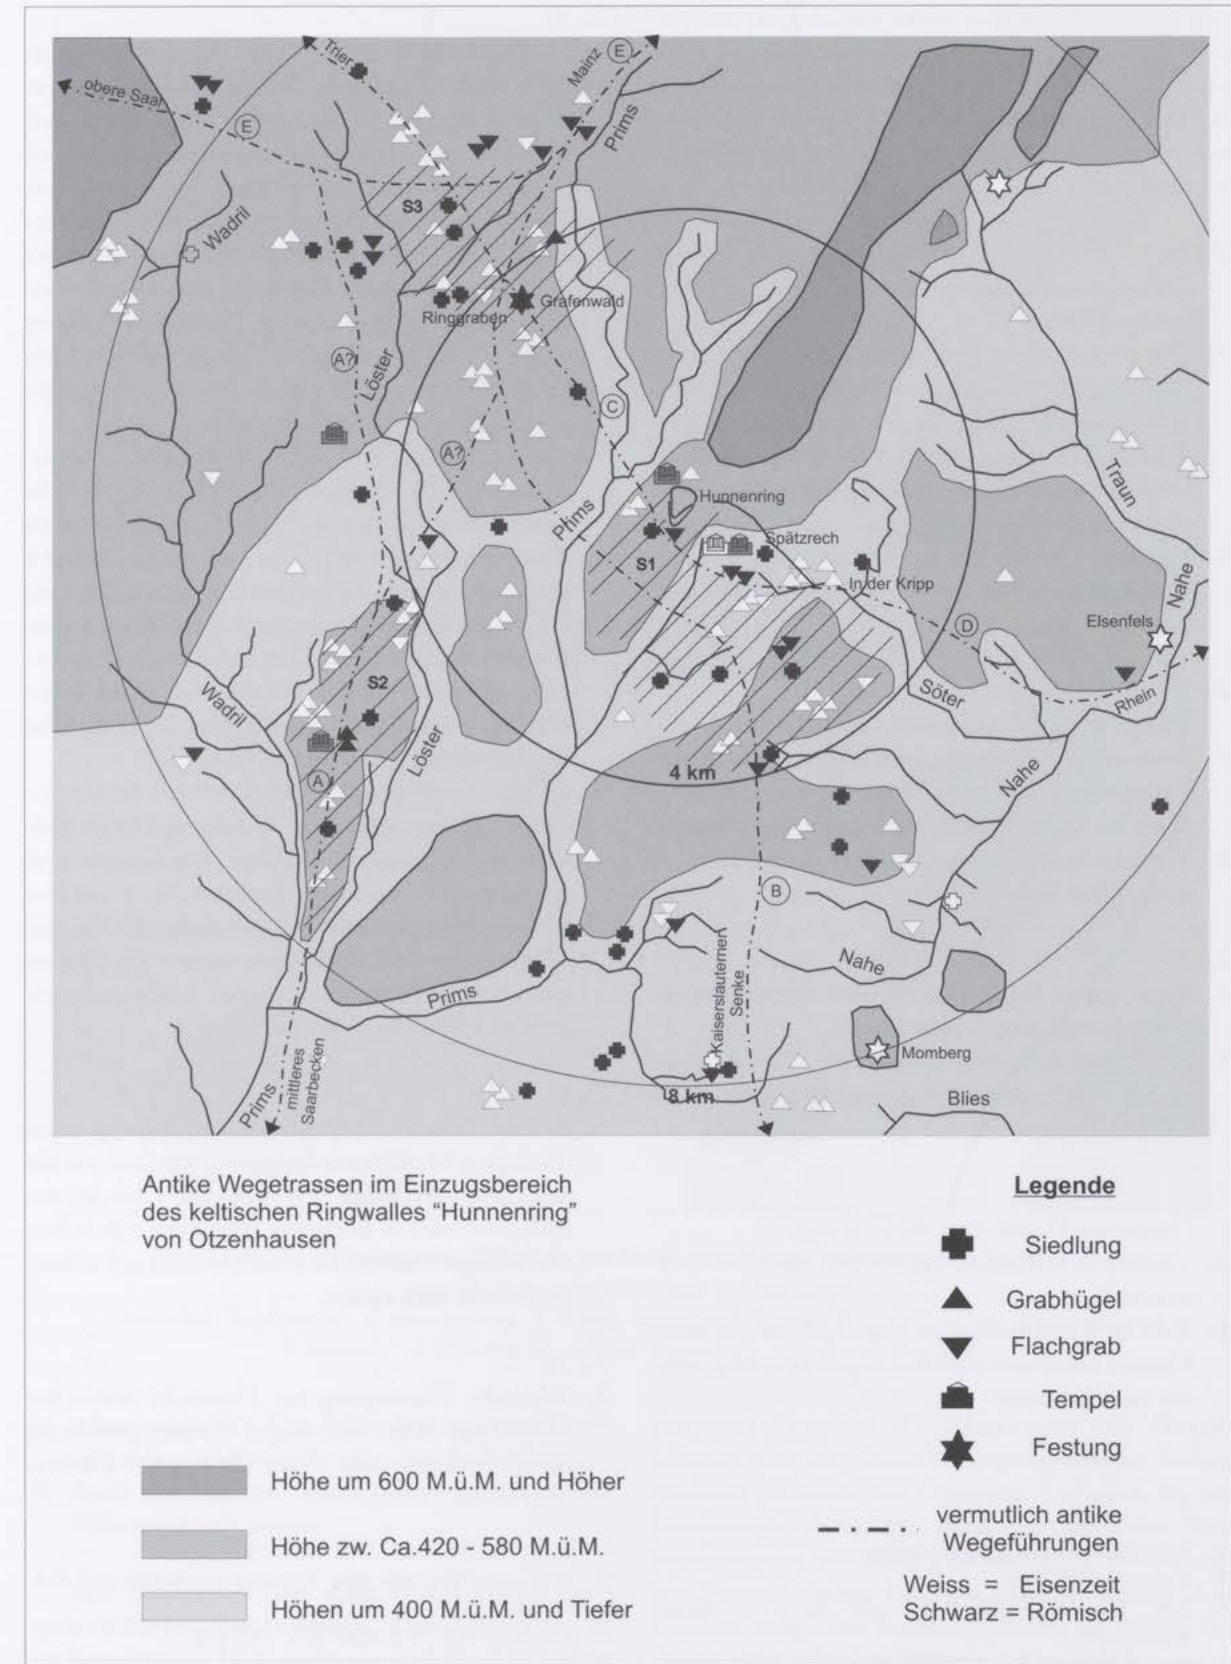 Trier
Mainz
E
obere Saar
E
Prims
S3
Wadril
Grafenwald
Ringgraben
A?
Löster
C
A?
Traun
Hunnenring
Prims
Spätzrech
S1
In der Kripp
Nahe
D
Elsenfels
S2
Wadril
Söter
Rhein
Löster
4 km
A
Nahe
B
Nahe
Kaiserslauternen
Senke
Prims
mittleres
Saarbecken
Momberg
Prims
8 km
Blies
Antike Wegetrassen im Einzugsbereich
des keltischen Ringwalles “Hunnenring”
von Otzenhausen
Legende
Siedlung
Grabhügel
Flachgrab
Tempel
Festung
Höhe um 600 M.ü.M. und Höher
Höhe zw. Ca.420 - 580 M.ü.M.
Höhen um 400 M.ü.M. und Tiefer
vermutlich antike
Wegeführungen
Weiss = Eisenzeit
Schwarz = Römisch